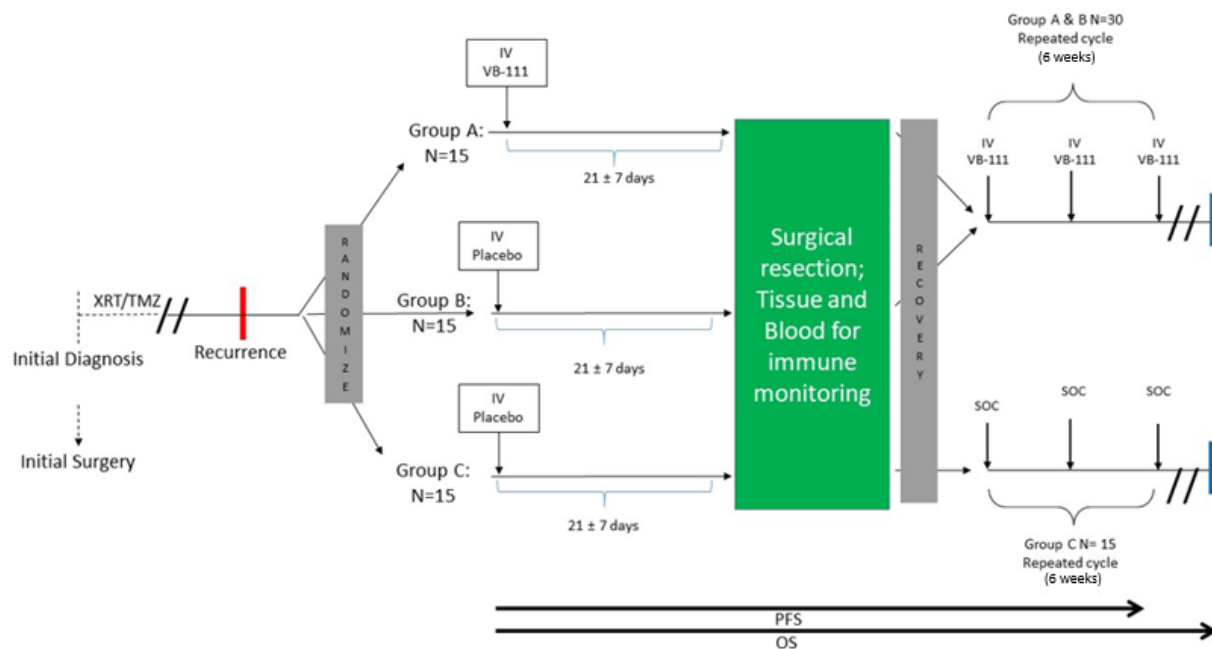 Group A & B N=30
Repeated cycle
(6 weeks)
IV
VB-111
Group A:
N=15
21 ± 7 days
IV
VB-111
IV
VB-111
IV
VB-111
RANDOMIZE
IV
Placebo
Group B:
N=15
21 ± 7 days
XRT/TMZ
Initial Diagnosis
Recurrence
Initial Surgery
IV
Placebo
Group C:
N=15
21 ± 7 days
Surgical
resection;
Tissue and
Blood for
immune
monitoring
RECOVERY
SOC
SOC
SOC
Group C N= 15
Repeated cycle
(6 weeks)
PFS
OS